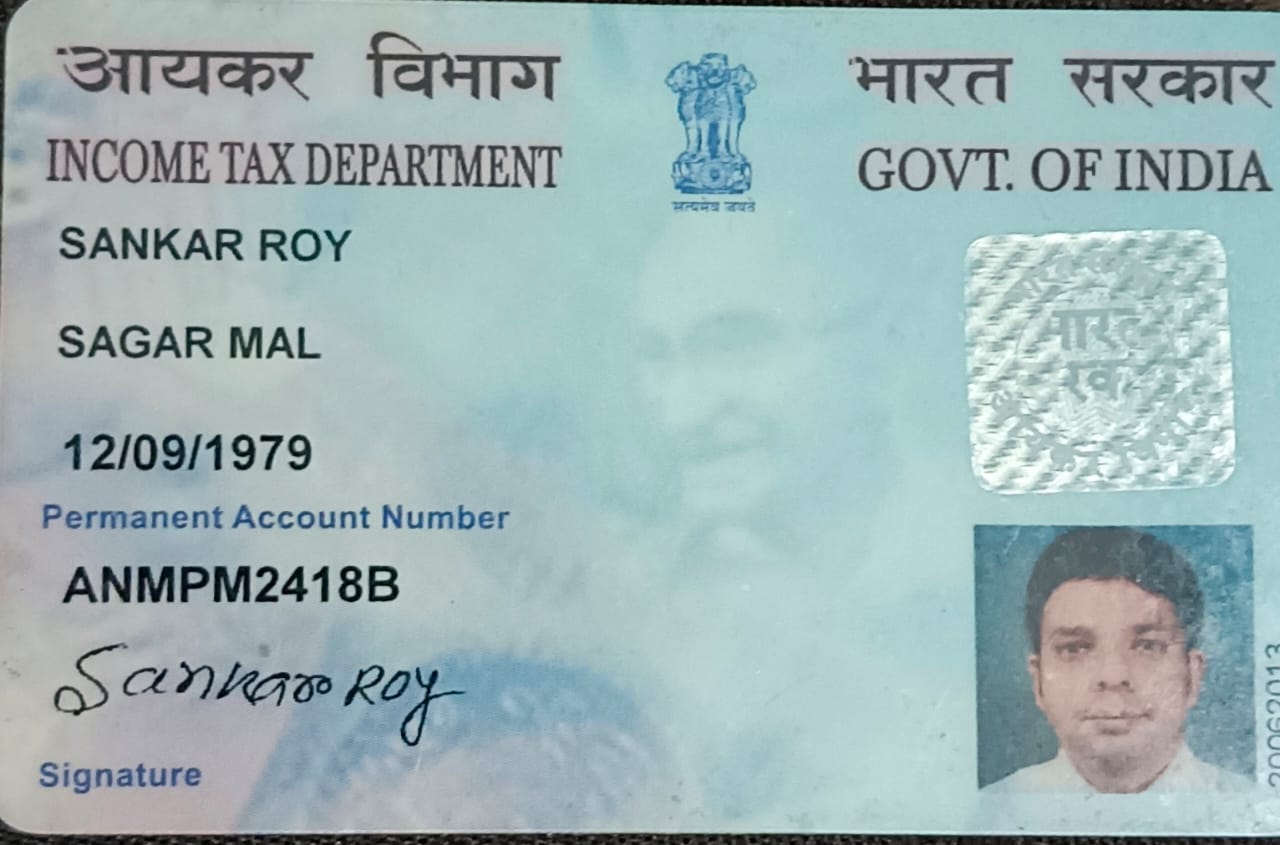 आयकर विभाग
INCOME TAX DEPARTMENT
सत्यमेव जयते
भारत सरकार
GOVT. OF INDIA
SANKAR ROY
SAGAR MAL
12/09/1979
Permanent Account Number
ANMPM2418B
Sankar ROY
Signature
20062013